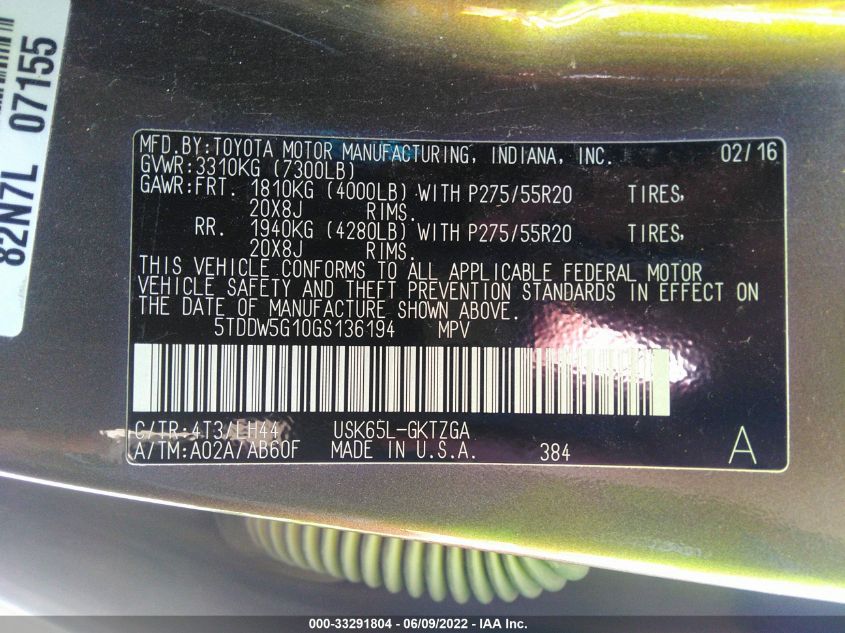 82N7L 07155
MFD.BY:TOYOTA MOTOR MANUFACTURING, INDIANA, INC. 02/16
GVWR:3310KG (7300LB)
GAWR:FRT. 1810KG (4000LB) WITH P275/55R20 TIRES,
20X8J RIMS.
RR. 1940KG (4280LB) WITH P275/55R20 TIRES,
20X8J RIMS.
THIS VEHICLE CONFORMS TO ALL APPLICABLE FEDERAL MOTOR
VEHICLE SAFETY AND THEFT PREVENTION STANDARDS IN EFFECT ON
THE DATE OF MANUFACTURE SHOWN ABOVE.
5TDDW5G10GS136194 MPV
C/TR:4T3/LH44 USK65L-GKTZGA
A/TM:A02A/AB60F MADE IN U.S.A. 384 A
000-33291804 - 06/09/2022 - IAA Inc.